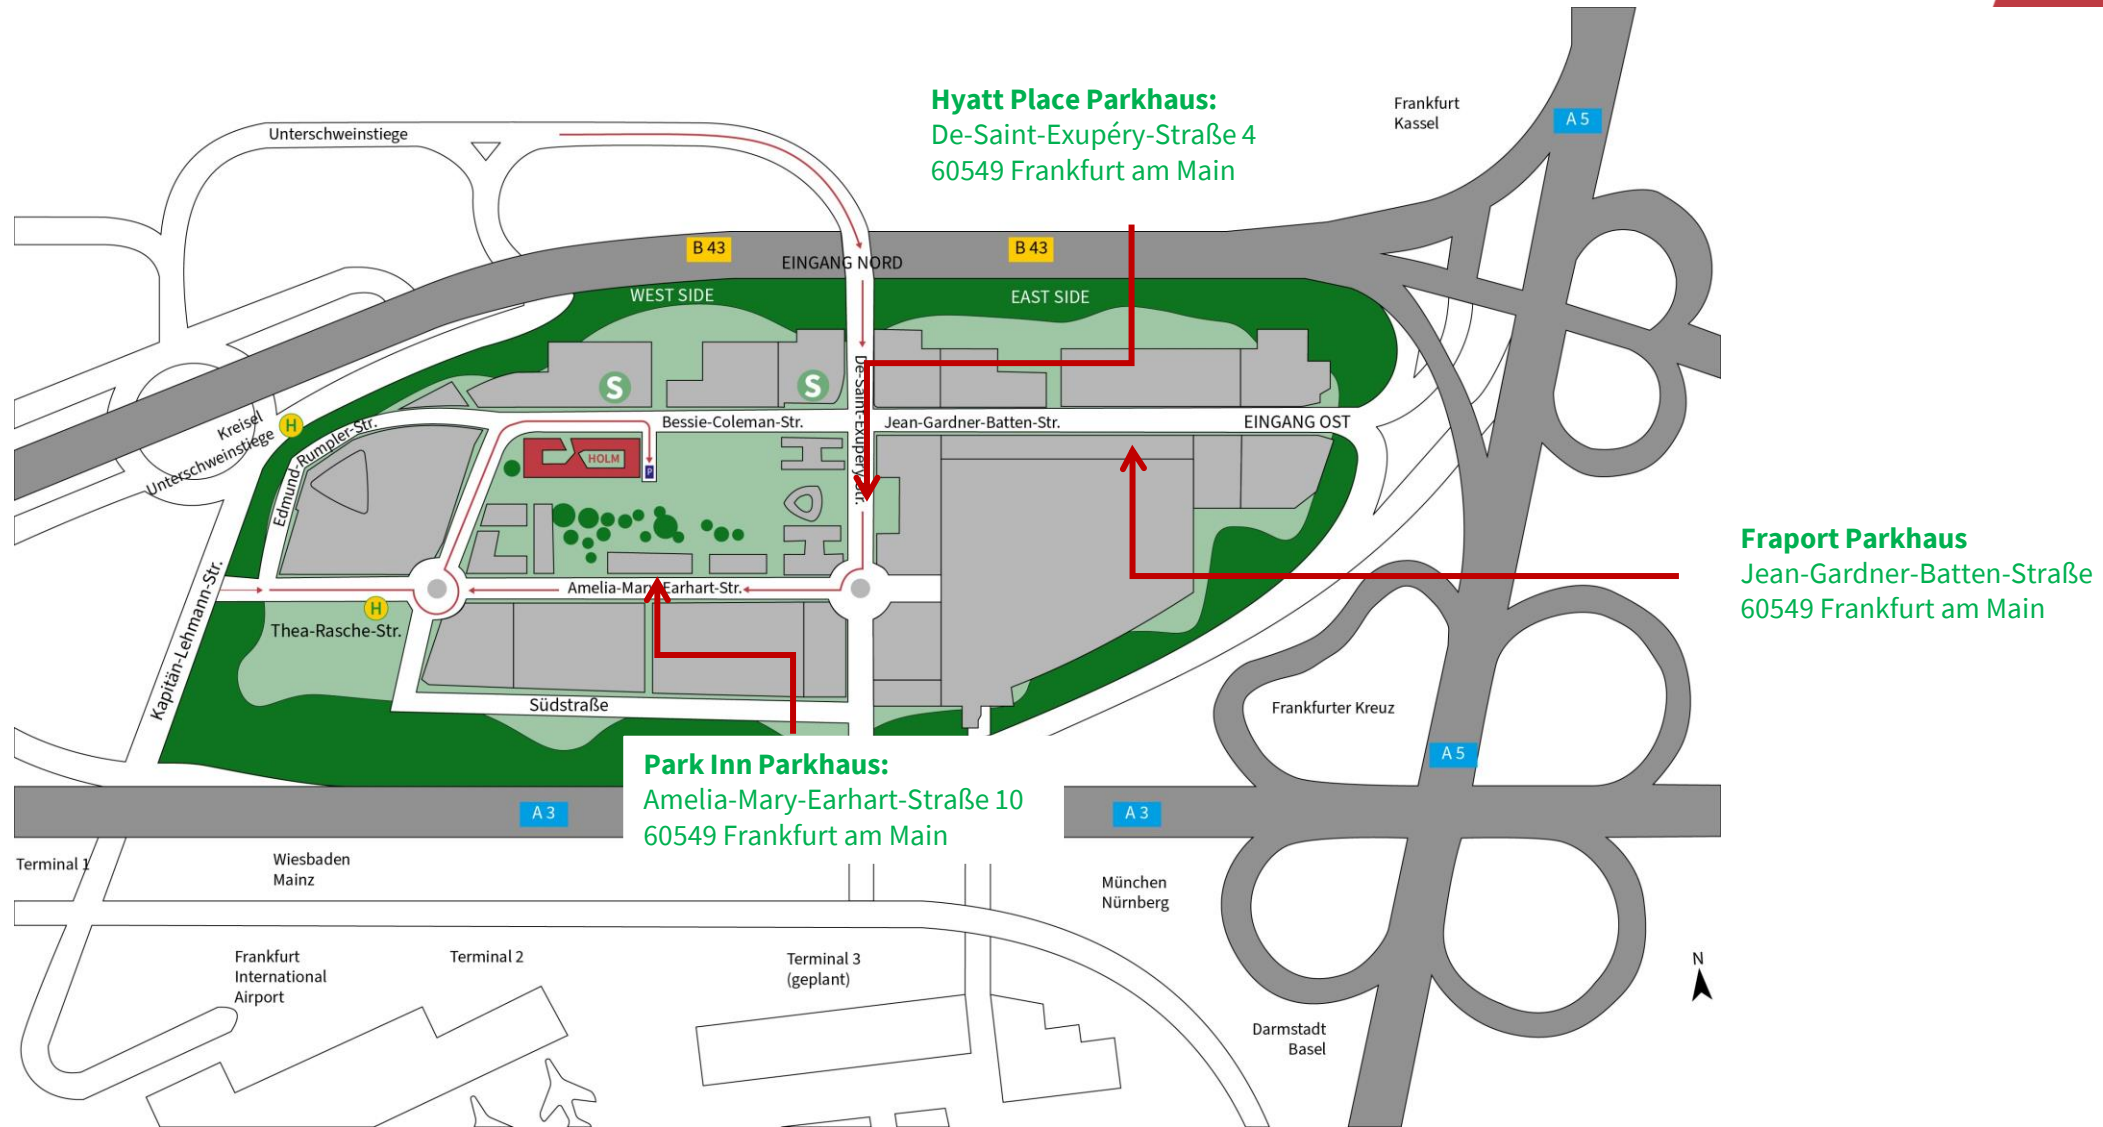 Hyatt Place Parkhaus:
De-Saint-Exupéry-Straße 4
60549 Frankfurt am Main
Frankfurt
Kassel
A 5
Unterschweinstiege
B 43
EINGANG NORD
B 43
WEST SIDE
EAST SIDE
S
S
De-Saint-Exupéry-Str.
Kreisel
Unterschweinstiege
H
Edmund-Rumpler-Str.
Bessie-Coleman-Str.
Jean-Gardner-Batten-Str.
EINGANG OST
HOLM
P
Fraport Parkhaus
Jean-Gardner-Batten-Straße
60549 Frankfurt am Main
Kapitän-Lehmann-Str.
Amelia-Mary-Earhart-Str.
H
Thea-Rasche-Str.
Südstraße
Frankfurter Kreuz
A 5
Park Inn Parkhaus:
Amelia-Mary-Earhart-Straße 10
60549 Frankfurt am Main
A 3
A 3
Terminal 1
Wiesbaden
Mainz
München
Nürnberg
Frankfurt
International
Airport
Terminal 2
Terminal 3
(geplant)
N
Darmstadt
Basel